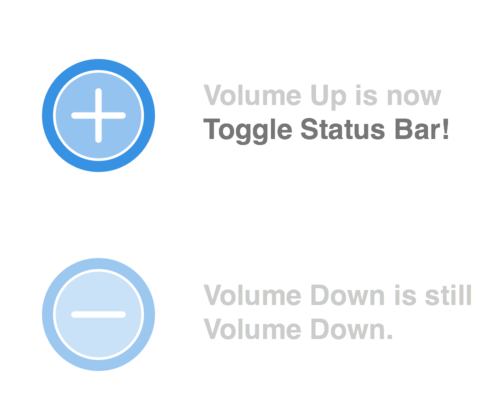 Volume Up is now
Toggle Status Bar!
Volume Down is still
Volume Down.